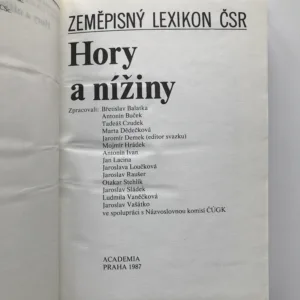 ZEMĚPISNÝ LEXIKON ČSR
Hory
a nížiny
Zpracovali: Břetislav Balatka
Antonín Buček
Tadeáš Czudek
Marta Dědečková
Jaromír Demek (editor svazku)
Mojmír Hrádek
Antonín Ivan
Jan Lacina
Jaroslava Loučková
Jaroslav Raušer
Otakar Stehlík
Jaroslav Sládek
Ludmila Vaněčková
Jaroslav Vašátko
ve spolupráci s Názvoslovnou komisí ČÚGK
ACADEMIA
PRAHA 1987